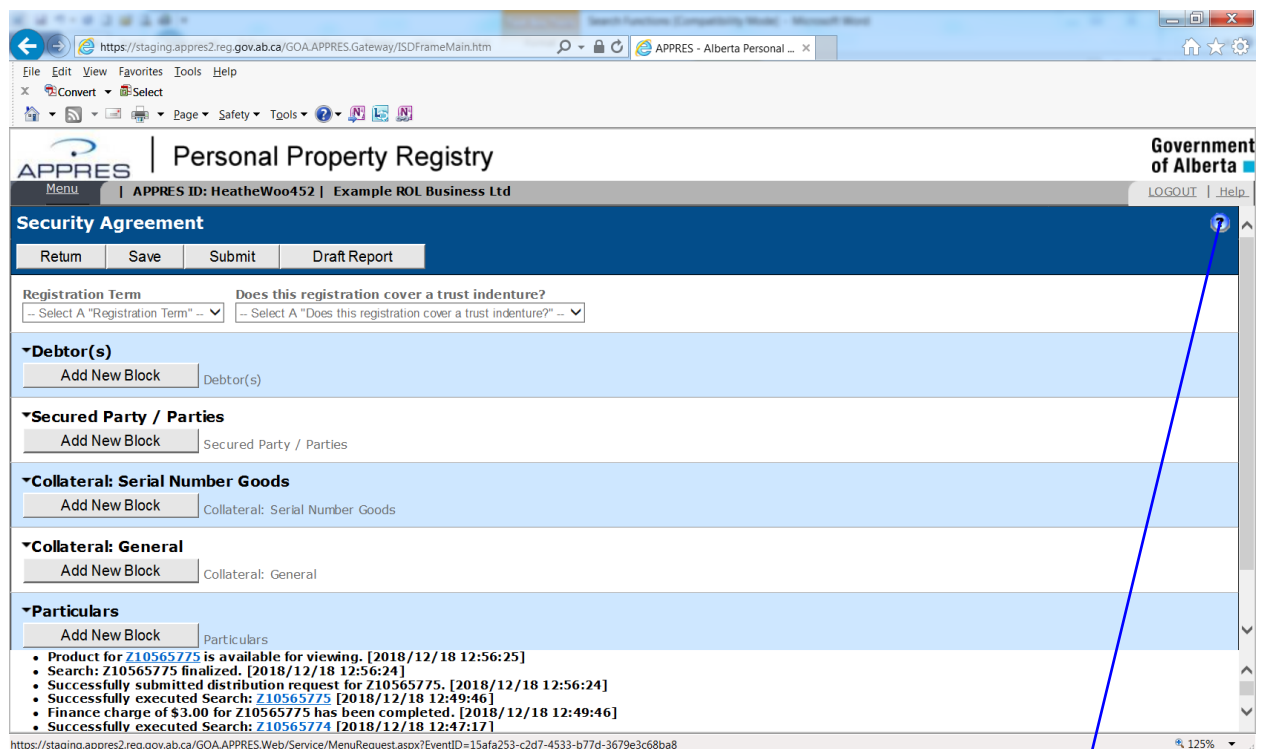 Search Functions [Compatibility Mode] - Microsoft Word
https://staging.appres2.reg.gov.ab.ca/GOA.APPRES.Gateway/ISDFrameMain.htm
APPRES - Alberta Personal ... ×
File Edit View Favorites Tools Help
x Convert Select
Page Safety Tools
APPRES | Personal Property Registry
Government of Alberta
Menu | APPRES ID: HeatheWoo452 | Example ROL Business Ltd
LOGOUT | Help
Security Agreement
Return Save Submit Draft Report
Registration Term Does this registration cover a trust indenture?
-- Select A "Registration Term" -- -- Select A "Does this registration cover a trust indenture?" --
Debtor(s)
Add New Block Debtor(s)
Secured Party / Parties
Add New Block Secured Party / Parties
Collateral: Serial Number Goods
Add New Block Collateral: Serial Number Goods
Collateral: General
Add New Block Collateral: General
Particulars
Add New Block Particulars
• Product for Z10565775 is available for viewing. [2018/12/18 12:56:25]
• Search: Z10565775 finalized. [2018/12/18 12:56:24]
• Successfully submitted distribution request for Z10565775. [2018/12/18 12:56:24]
• Successfully executed Search: Z10565775 [2018/12/18 12:49:46]
• Finance charge of $3.00 for Z10565775 has been completed. [2018/12/18 12:49:46]
• Successfully executed Search: Z10565774 [2018/12/18 12:47:17]
https://staging.appres2.reg.gov.ab.ca/GOA.APPRES.Web/Service/MenuRequest.aspx?EventID=15afa253-c2d7-4533-b77d-3679e3c68ba8
125%